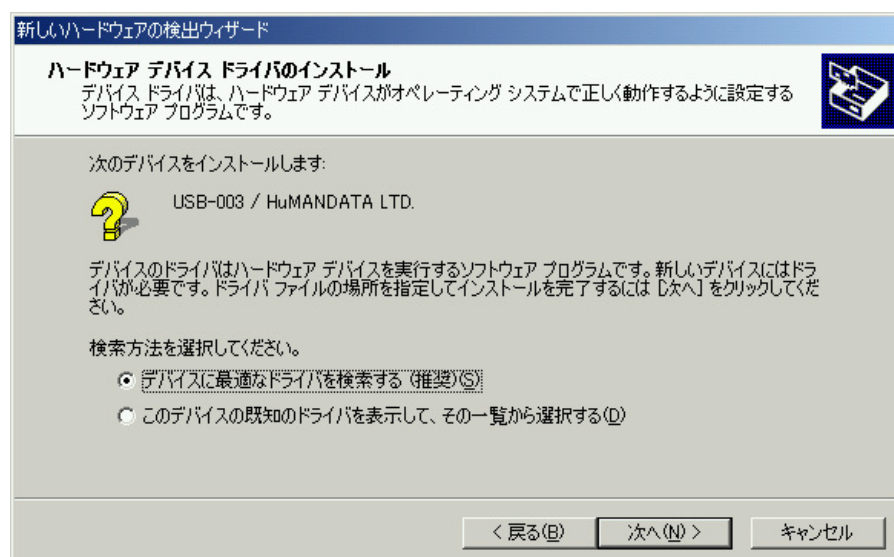 新しいハードウェアの検出ウィザード
ハードウェア デバイス ドライバのインストール
デバイス ドライバは、ハードウェア デバイスがオペレーティング システムで正しく動作するように設定する
ソフトウェア プログラムです。
次のデバイスをインストールします:
USB-003 / HuMANDATA LTD.
デバイスのドライバはハードウェア デバイスを実行するソフトウェア プログラムです。新しいデバイスにはドラ
イバが必要です。ドライバ ファイルの場所を指定してインストールを完了するには [次へ] をクリックしてくだ
さい。
検索方法を選択してください。
デバイスに最適なドライバを検索する (推奨)(S)
このデバイスの既知のドライバを表示して、その一覧から選択する(D)
< 戻る(B)
次へ(N) >
キャンセル